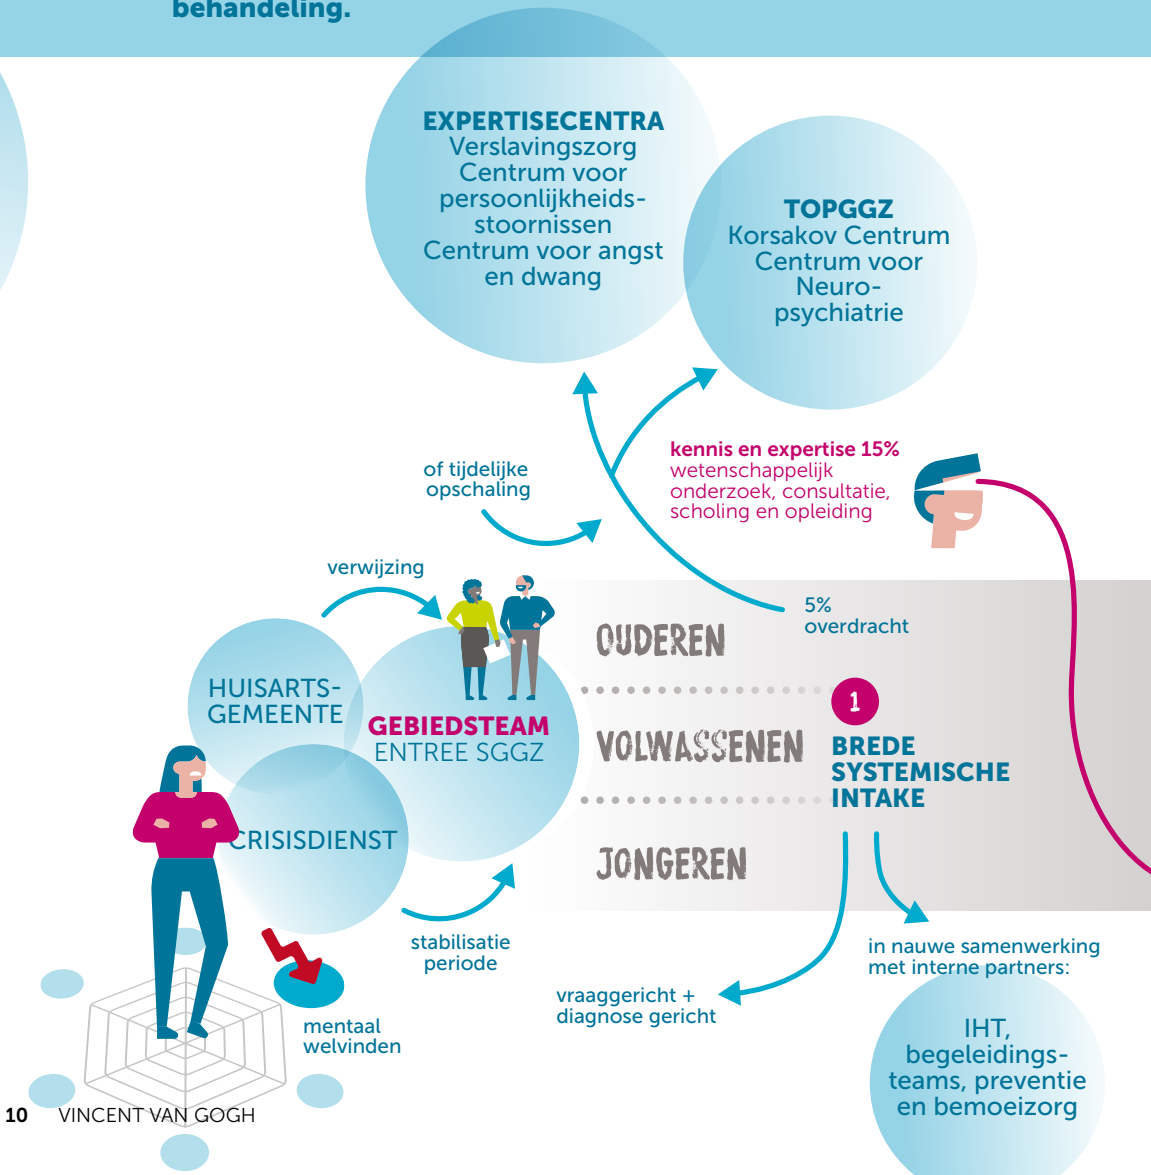 behandeling.
EXPERTISECENTRA
Verslavingszorg
Centrum voor
persoonlijkheids-
stoornissen
Centrum voor angst
en dwang
TOPGGZ
Korsakov Centrum
Centrum voor
Neuro-
psychiatrie
kennis en expertise 15%
wetenschappelijk
onderzoek, consultatie,
scholing en opleiding
of tijdelijke
opschaling
verwijzing
5%
overdracht
HUISARTS-
GEMEENTE
GEBIEDSTEAM
ENTREE SGGZ
CRISISDIENST
OUDEREN
VOLWASSENEN
JONGEREN
1
BREDE
SYSTEMISCHE
INTAKE
stabilisatie
periode
mentaal
welvinden
vraaggericht +
diagnose gericht
in nauwe samenwerking
met interne partners:
IHT,
begeleidings-
teams, preventie
en bemoeizorg
10 VINCENT VAN GOGH